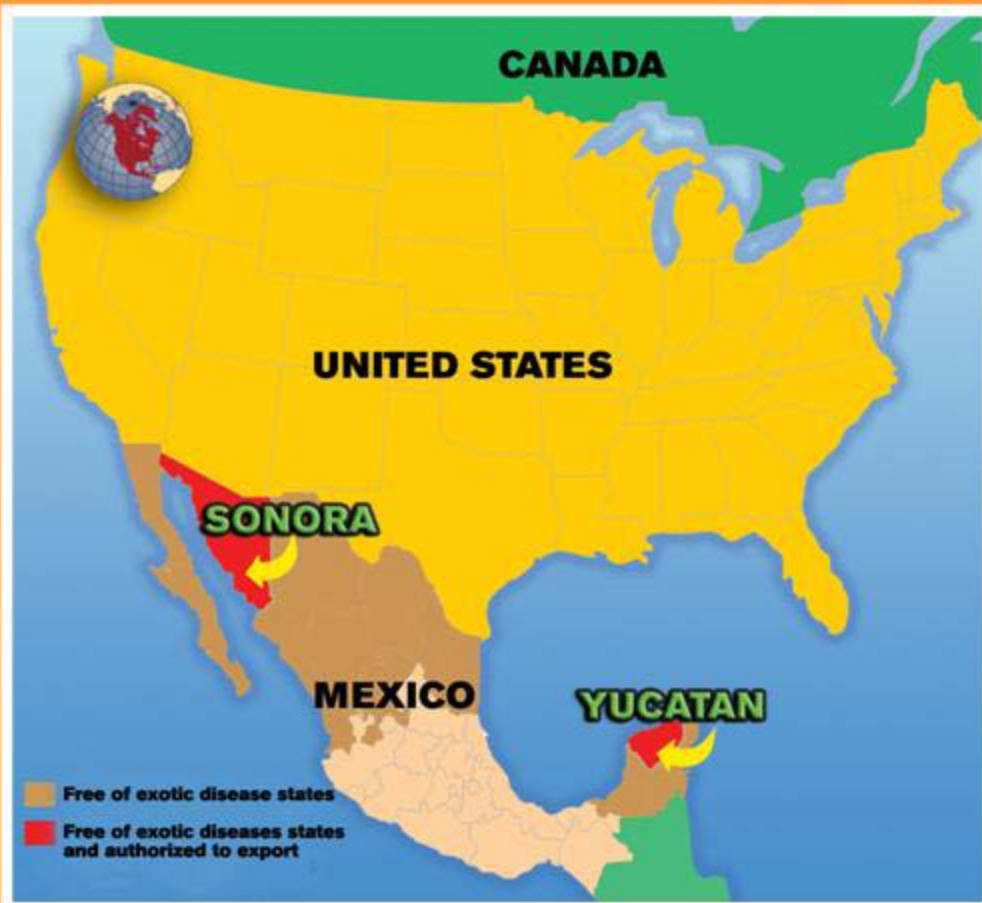 CANADA
UNITED STATES
SONORA
MEXICO
YUCATAN
Free of exotic disease states
Free of exotic diseases states
and authorized to export